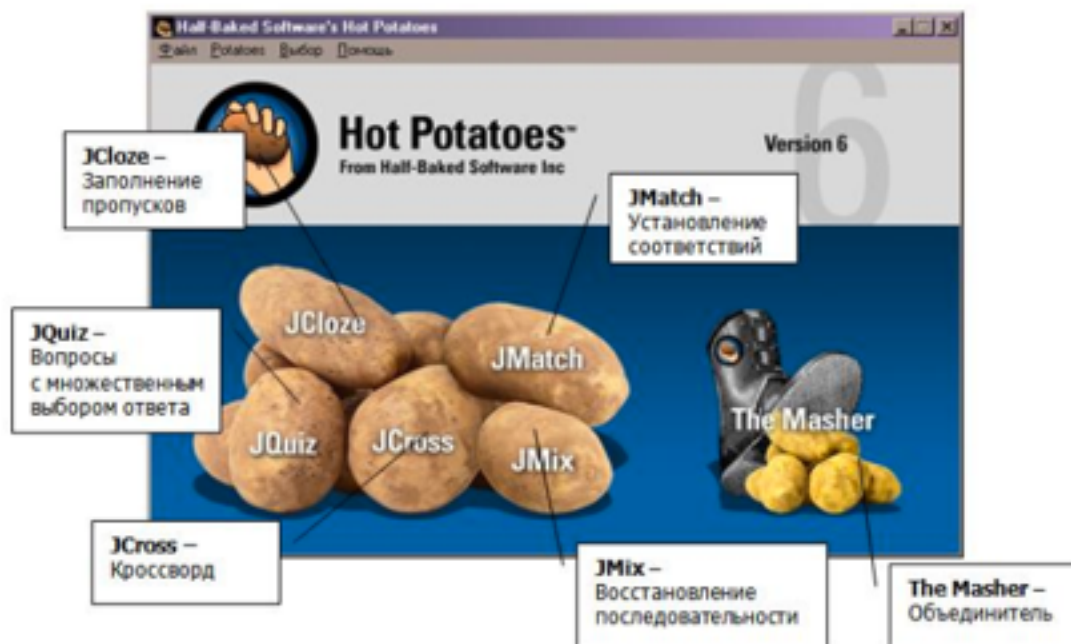 Half-Baked Software's Hot Potatoes
Файл Potatoes Выбор Помощь
6
Hot Potatoes™
From Half-Baked Software Inc
Version 6
JCloze –
Заполнение
пропусков
JMatch –
Установление
соответствий
JQuiz –
Вопросы
с множественным
выбором ответа
JCloze
JMatch
The Masher
JQuiz
JCross
JMix
JCross –
Кроссворд
JMix –
Восстановление
последовательности
The Masher –
Объединитель